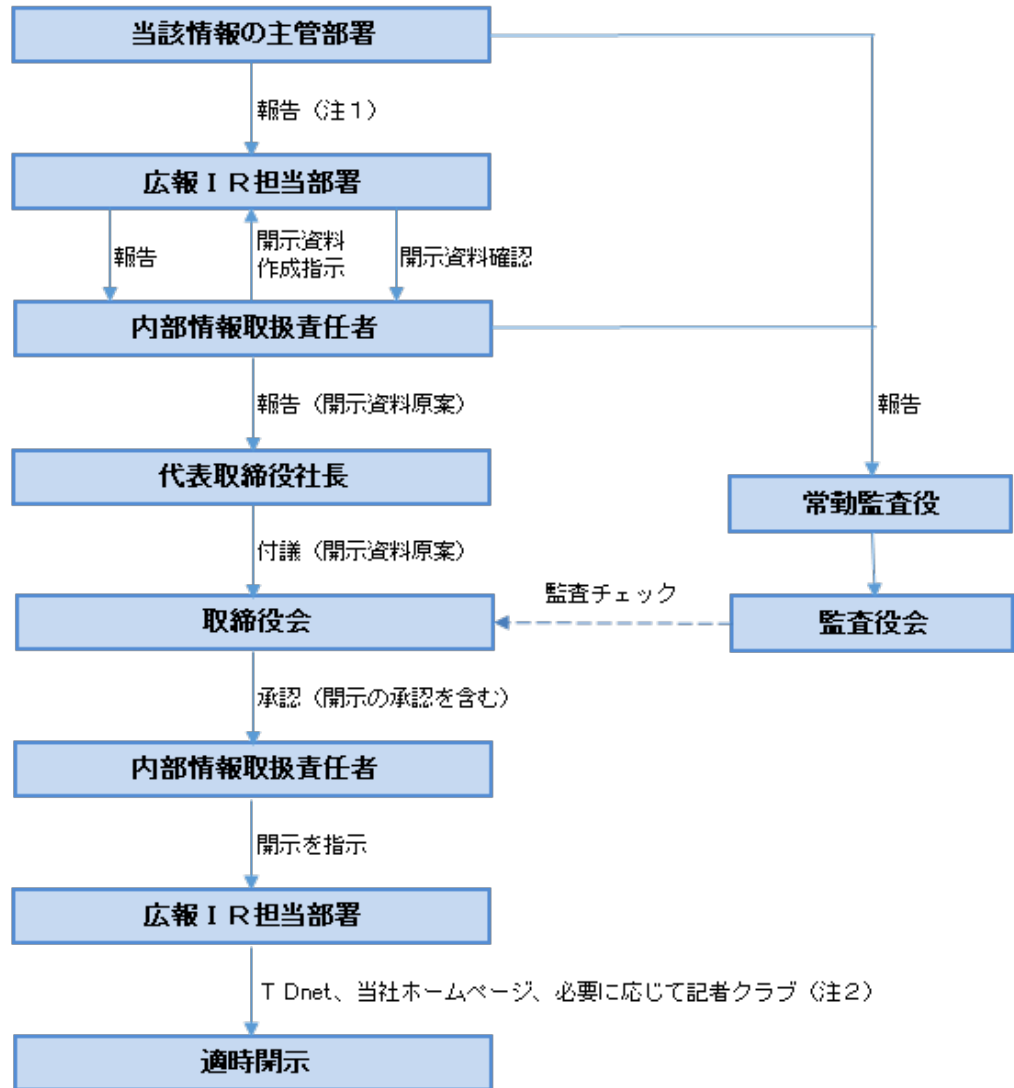 当該情報の主管部署
報告（注１）
広報ＩＲ担当部署
報告
開示資料
作成指示
開示資料確認
内部情報取扱責任者
報告（開示資料原案）
報告
代表取締役社長
常勤監査役
付議（開示資料原案）
監査チェック
取締役会
監査役会
承認（開示の承認を含む）
内部情報取扱責任者
開示を指示
広報ＩＲ担当部署
ＴDnet、当社ホームページ、必要に応じて記者クラブ（注２）
適時開示